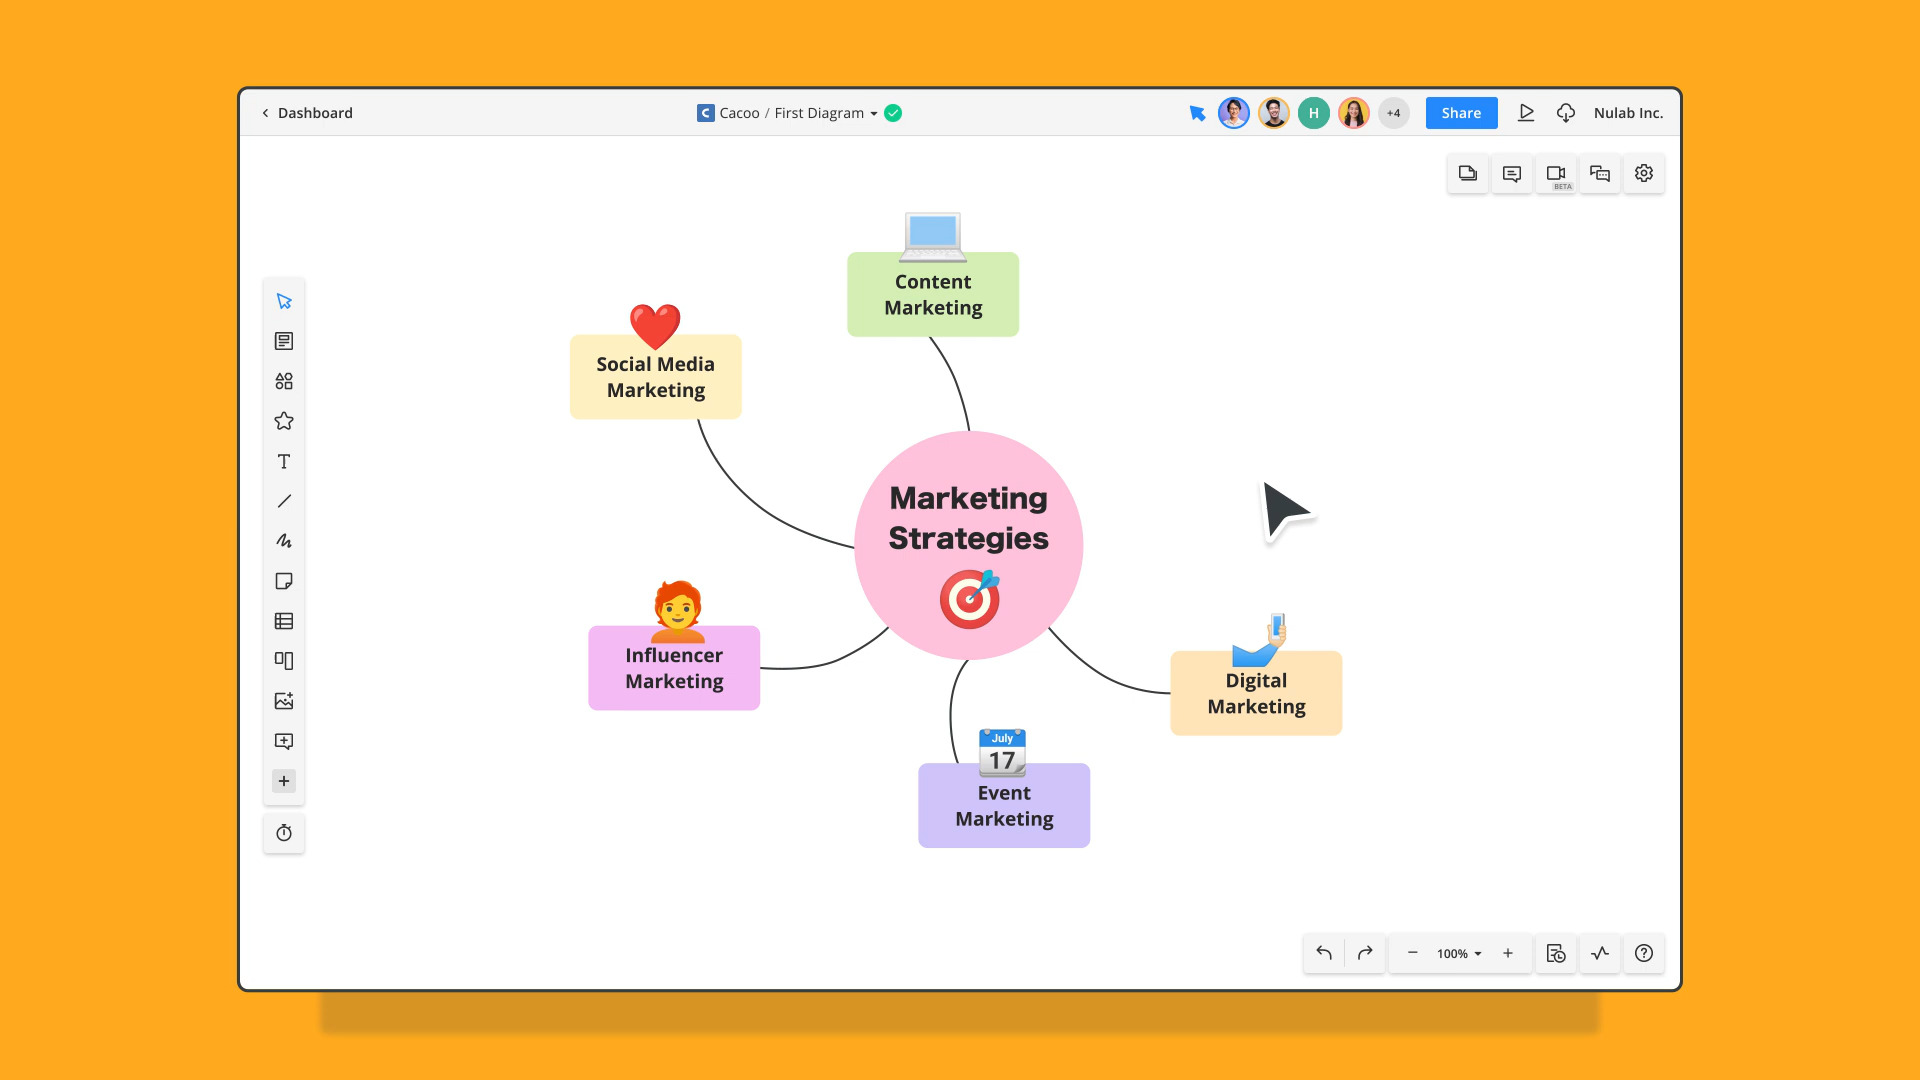 Dashboard
Cacoo / First Diagram
H
+4
Share
Nulab Inc.
BETA
Content
Marketing
Social Media
Marketing
Marketing
Strategies
Influencer
Marketing
Digital
Marketing
July
17
Event
Marketing
100%